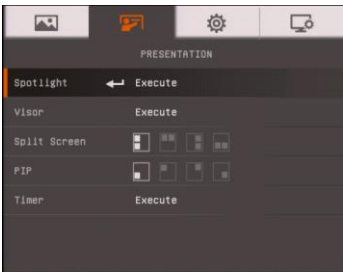 PRESENTATION
Spotlight Execute
Visor Execute
Split Screen
PIP
Timer Execute